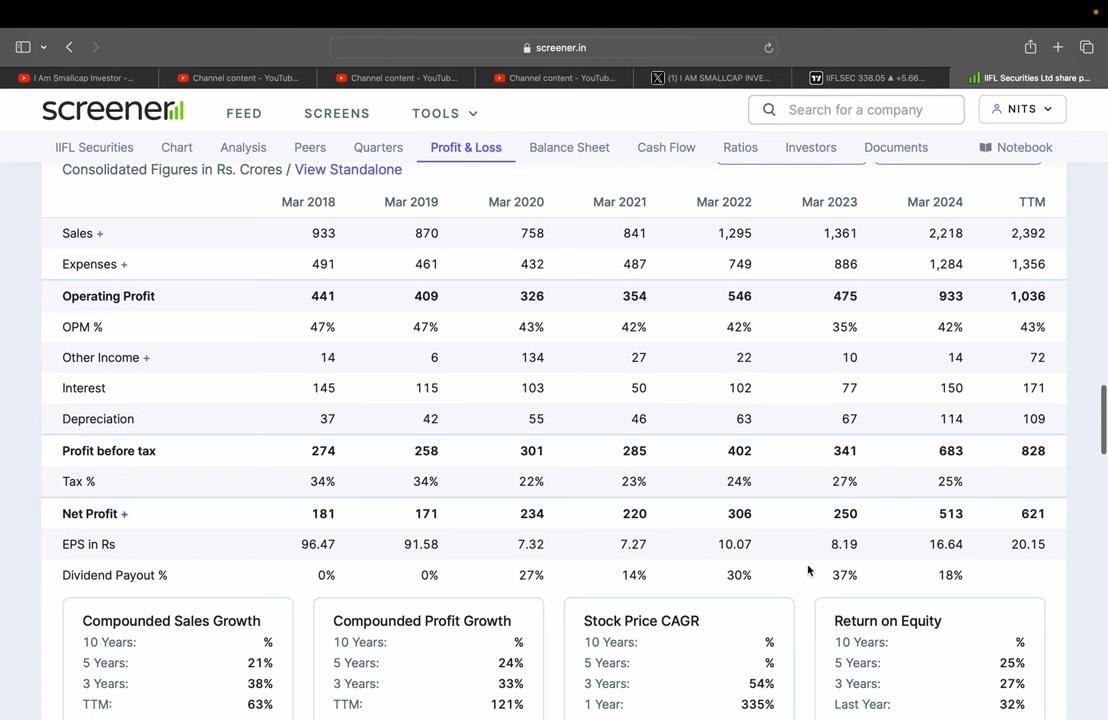 screener.in
I Am Smallcap Investor -...
Channel content - YouTub...
Channel content - YouTub...
Channel content - YouTub...
X (1) I AM SMALLCAP INVE...
IIFLSEC 338.05 ▲ +5.66...
IIFL Securities Ltd share p...
screener
FEED SCREENS TOOLS
Search for a company
NITS
IIFL Securities Chart Analysis Peers Quarters Profit & Loss Balance Sheet Cash Flow Ratios Investors Documents Notebook
Consolidated Figures in Rs. Crores / View Standalone
Mar 2018 Mar 2019 Mar 2020 Mar 2021 Mar 2022 Mar 2023 Mar 2024 TTM
Sales + 933 870 758 841 1,295 1,361 2,218 2,392
Expenses + 491 461 432 487 749 886 1,284 1,356
Operating Profit 441 409 326 354 546 475 933 1,036
OPM % 47% 47% 43% 42% 42% 35% 42% 43%
Other Income + 14 6 134 27 22 10 14 72
Interest 145 115 103 50 102 77 150 171
Depreciation 37 42 55 46 63 67 114 109
Profit before tax 274 258 301 285 402 341 683 828
Tax % 34% 34% 22% 23% 24% 27% 25%
Net Profit + 181 171 234 220 306 250 513 621
EPS in Rs 96.47 91.58 7.32 7.27 10.07 8.19 16.64 20.15
Dividend Payout % 0% 0% 27% 14% 30% 37% 18%
Compounded Sales Growth
10 Years: %
5 Years: 21%
3 Years: 38%
TTM: 63%
Compounded Profit Growth
10 Years: %
5 Years: 24%
3 Years: 33%
TTM: 121%
Stock Price CAGR
10 Years: %
5 Years: %
3 Years: 54%
1 Year: 335%
Return on Equity
10 Years: %
5 Years: 25%
3 Years: 27%
Last Year: 32%